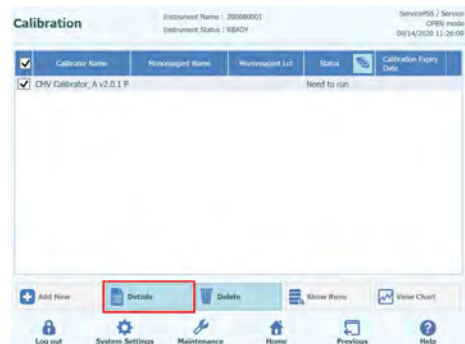 Calibration
Instrument Name : 200080001
Instrument Status : READY
ServicePSS / Service
OPEN mode
09/14/2020 11:26:09
Calibrator Name
Monoreagent Name
Monoreagent Lot
Status
Calibration Expiry
Date
CMV Calibrator_A v2.0.1 P
Need to run
Add New
Details
Delete
Show Runs
View Chart
Log out
System Settings
Maintenance
Home
Previous
Help